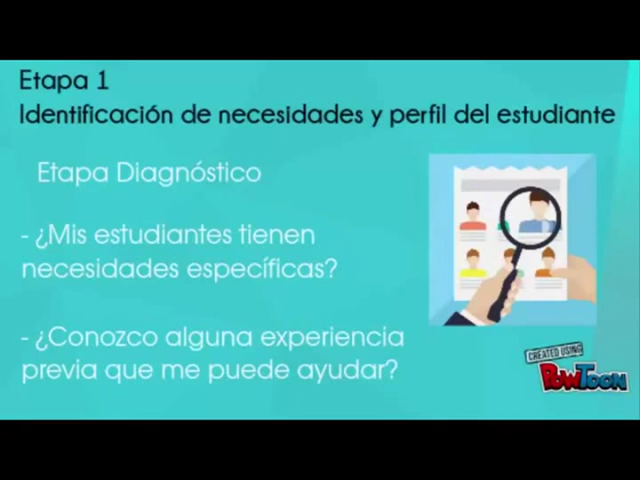 Etapa 1
Identificación de necesidades y perfil del estudiante
Etapa Diagnóstico
- ¿Mis estudiantes tienen
necesidades específicas?
- ¿Conozco alguna experiencia
previa que me puede ayudar?
CREATED USING
POWTOON